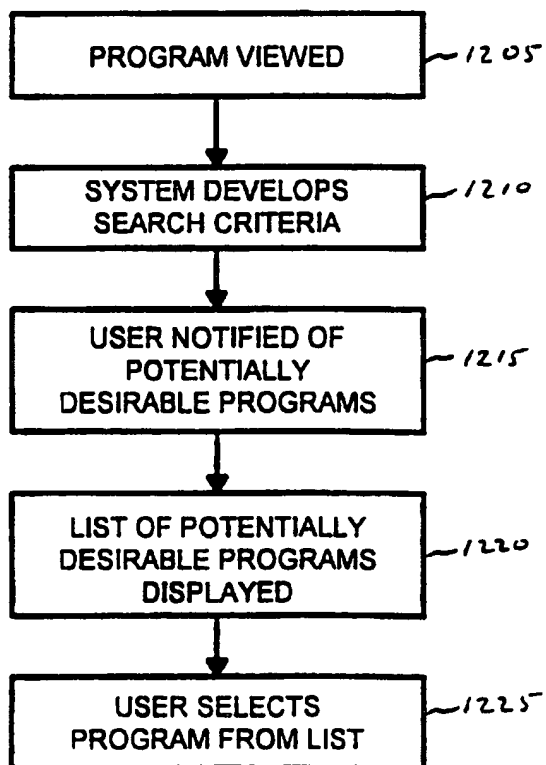 PROGRAM VIEWED
1205
SYSTEM DEVELOPS
SEARCH CRITERIA
1210
USER NOTIFIED OF
POTENTIALLY
DESIRABLE PROGRAMS
1215
LIST OF POTENTIALLY
DESIRABLE PROGRAMS
DISPLAYED
1220
USER SELECTS
PROGRAM FROM LIST
1225